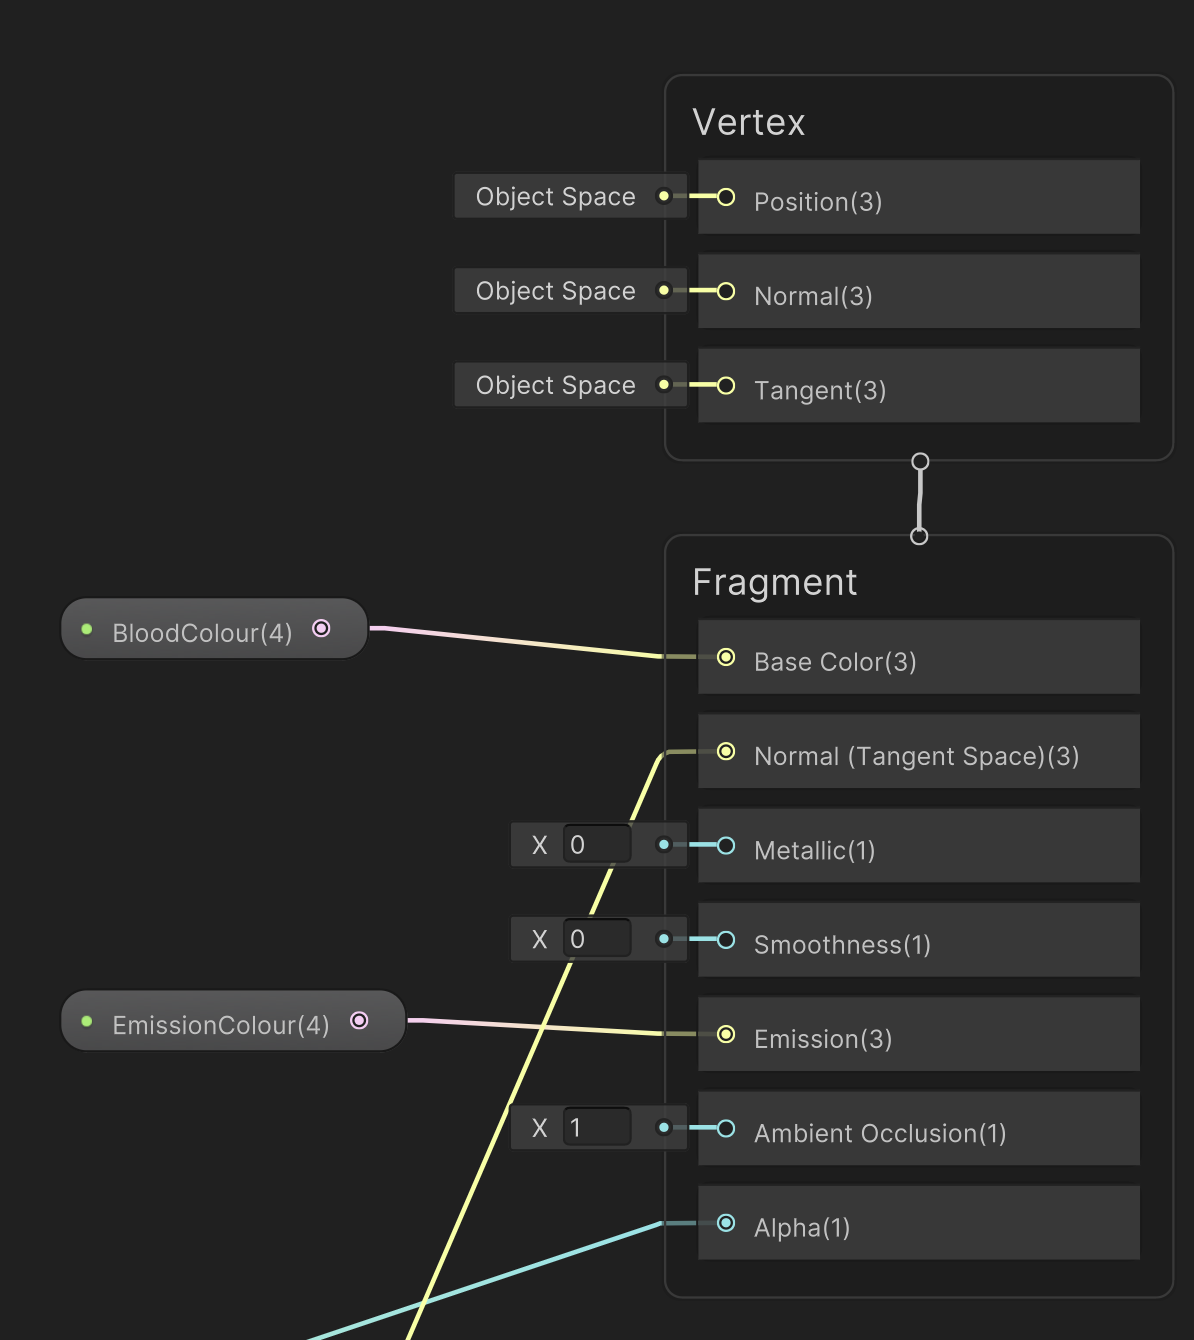 Vertex
Object Space Position(3)
Object Space Normal(3)
Object Space Tangent(3)
Fragment
BloodColour(4) Base Color(3)
Normal (Tangent Space)(3)
X 0 Metallic(1)
X 0 Smoothness(1)
EmissionColour(4) Emission(3)
X 1 Ambient Occlusion(1)
Alpha(1)